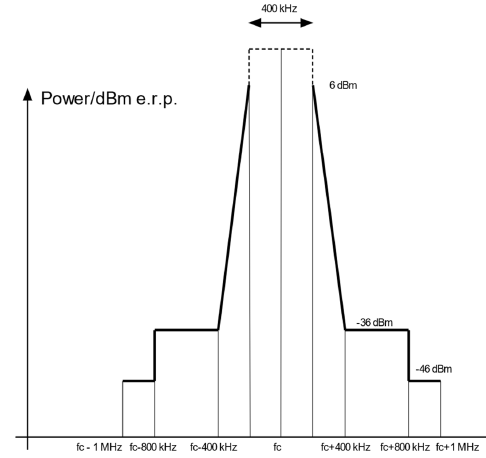 400 kHz
Power/dBm e.r.p.
6 dBm
-36 dBm
-46 dBm
fc - 1 MHz fc-800 kHz fc-400 kHz fc fc+400 kHz fc+800 kHz fc+1 MHz